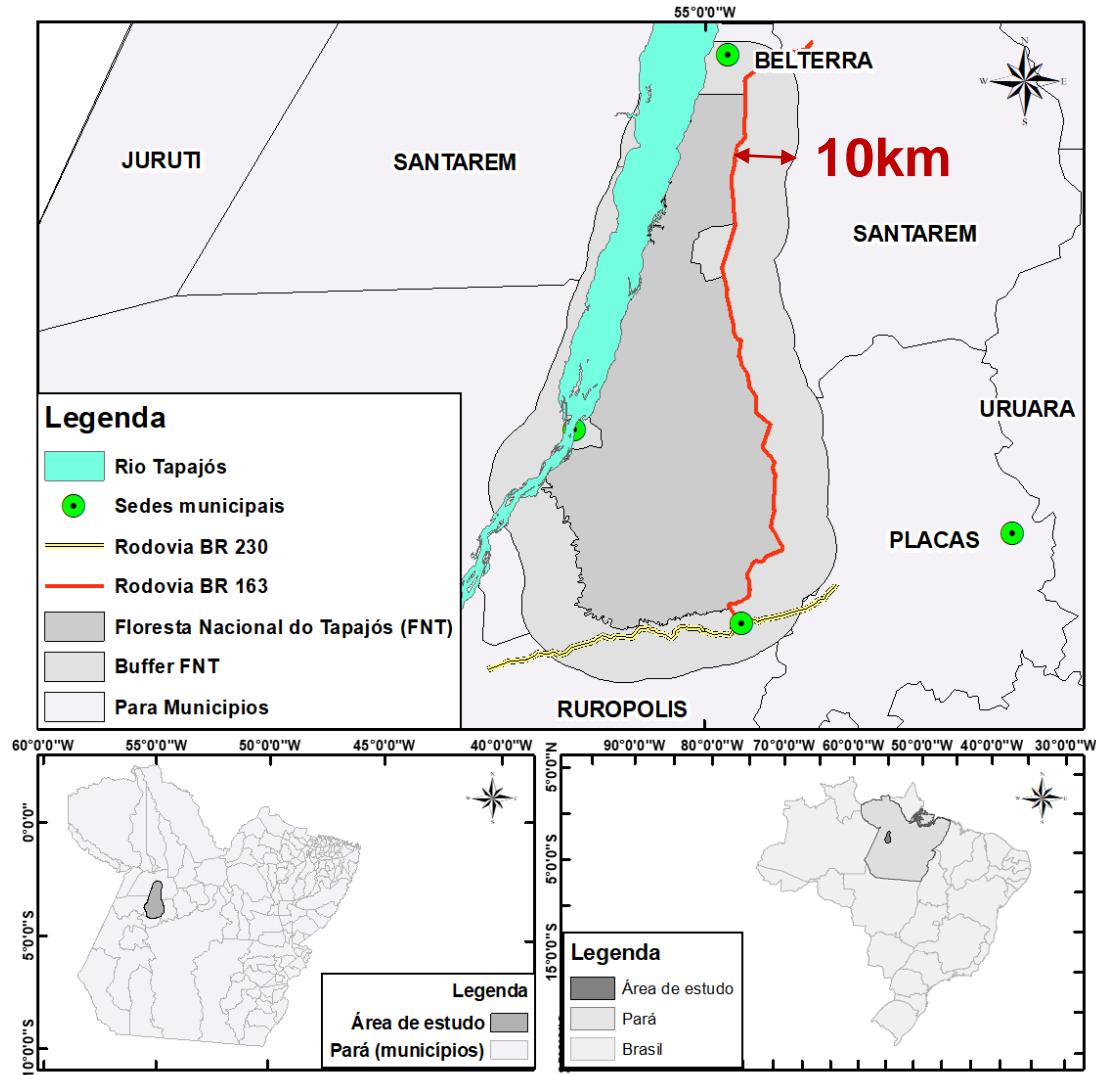 55°0'0"W
BELTERRA
N
W E
S
JURUTI
SANTAREM
10km
SANTAREM
URUARA
PLACAS
RUROPOLIS
Legenda
Rio Tapajós
Sedes municipais
Rodovia BR 230
Rodovia BR 163
Floresta Nacional do Tapajós (FNT)
Buffer FNT
Para Municipios
60°0'0"W 55°0'0"W 50°0'0"W 45°0'0"W 40°0'0"W
0°0'0"
5°0'0"S
10°0'0"S
N
W E
S
Legenda
Área de estudo
Pará (municípios)
90°0'0"W 80°0'0"W 70°0'0"W 60°0'0"W 50°0'0"W 40°0'0"W 30°0'0"W
5°0'0"N
5°0'0"S
15°0'0"S
N
W E
S
Legenda
Área de estudo
Pará
Brasil